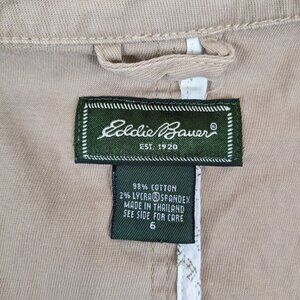 Eddie Bauer®
EST. 1920
98% COTTON
2% LYCRA®SPANDEX
MADE IN THAILAND
SEE SIDE FOR CARE
6